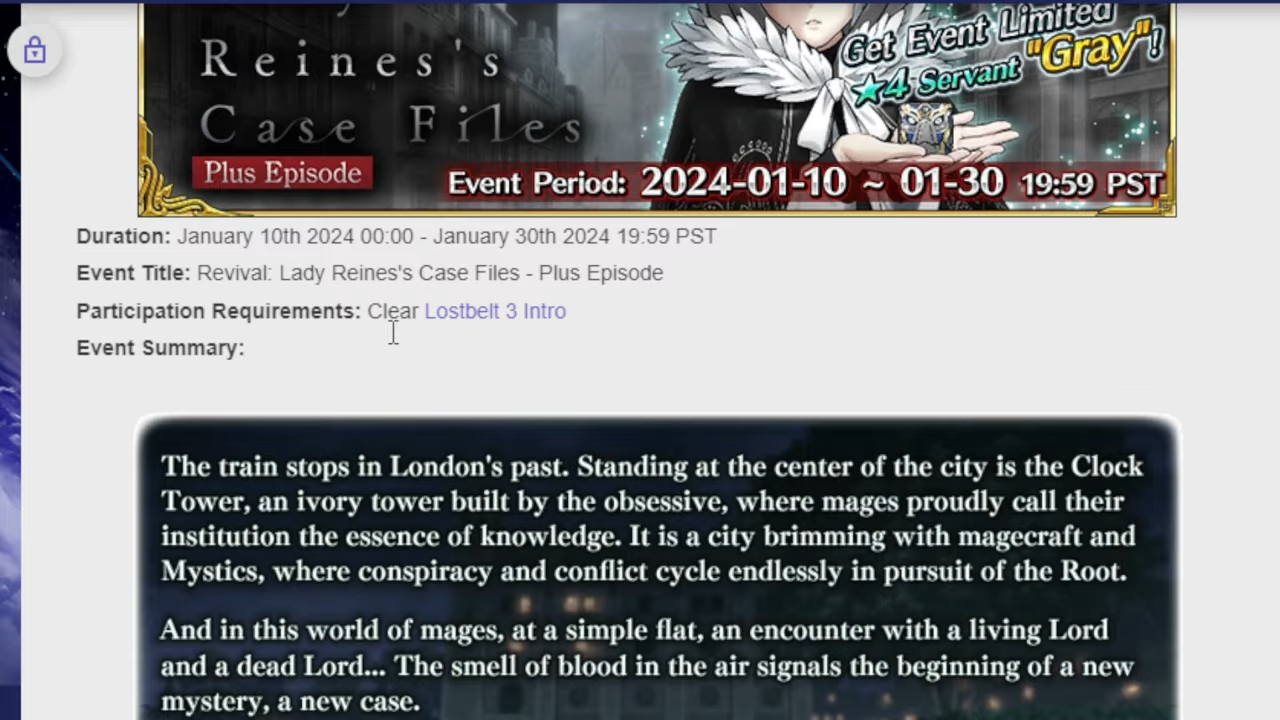 Get Event Limited
★4 Servant "Gray"!
Reines's
Case Files
Plus Episode
Event Period: 2024-01-10 ~ 01-30 19:59 PST
Duration: January 10th 2024 00:00 - January 30th 2024 19:59 PST
Event Title: Revival: Lady Reines's Case Files - Plus Episode
Participation Requirements: Clear Lostbelt 3 Intro
Event Summary:
The train stops in London's past. Standing at the center of the city is the Clock
Tower, an ivory tower built by the obsessive, where mages proudly call their
institution the essence of knowledge. It is a city brimming with magecraft and
Mystics, where conspiracy and conflict cycle endlessly in pursuit of the Root.
And in this world of mages, at a simple flat, an encounter with a living Lord
and a dead Lord... The smell of blood in the air signals the beginning of a new
mystery, a new case.